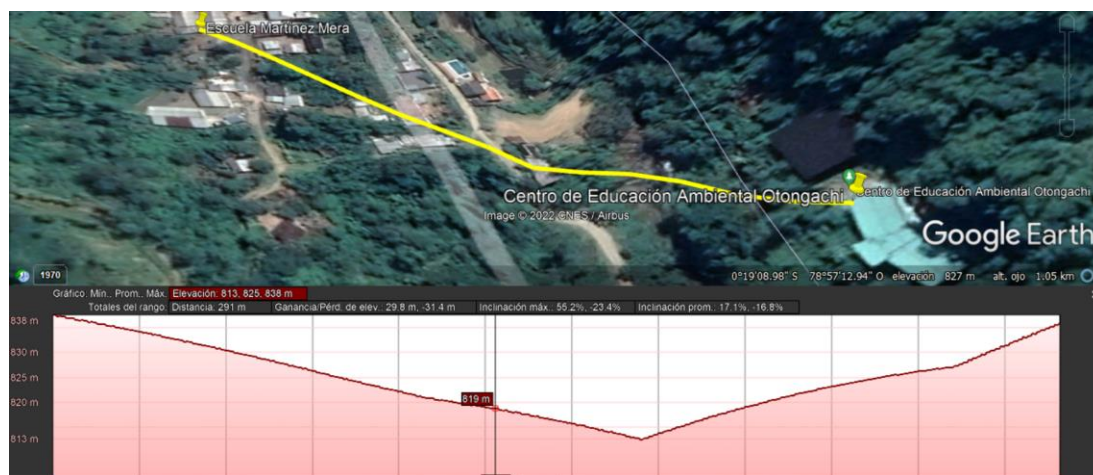 Escuela Martinez Mera
Centro de Educación Ambiental Otongachi
Centro de Educación Ambiental Otongachi
Image © 2022 CNES / Airbus
Google Earth
1970
0°19'08.98" S 78°57'12.94" O elevación 827 m alt. ojo 1.05 km
Gráfico: Mín., Prom., Máx. Elevación: 813, 825, 838 m
Totales del rango: Distancia: 291 m Ganancia/Pérd. de elev.: 29.8 m, -31.4 m Inclinación máx.: 55.2%, -23.4% Inclinación prom.: 17.1%, -16.8%
838 m
830 m
825 m
819 m
820 m
813 m